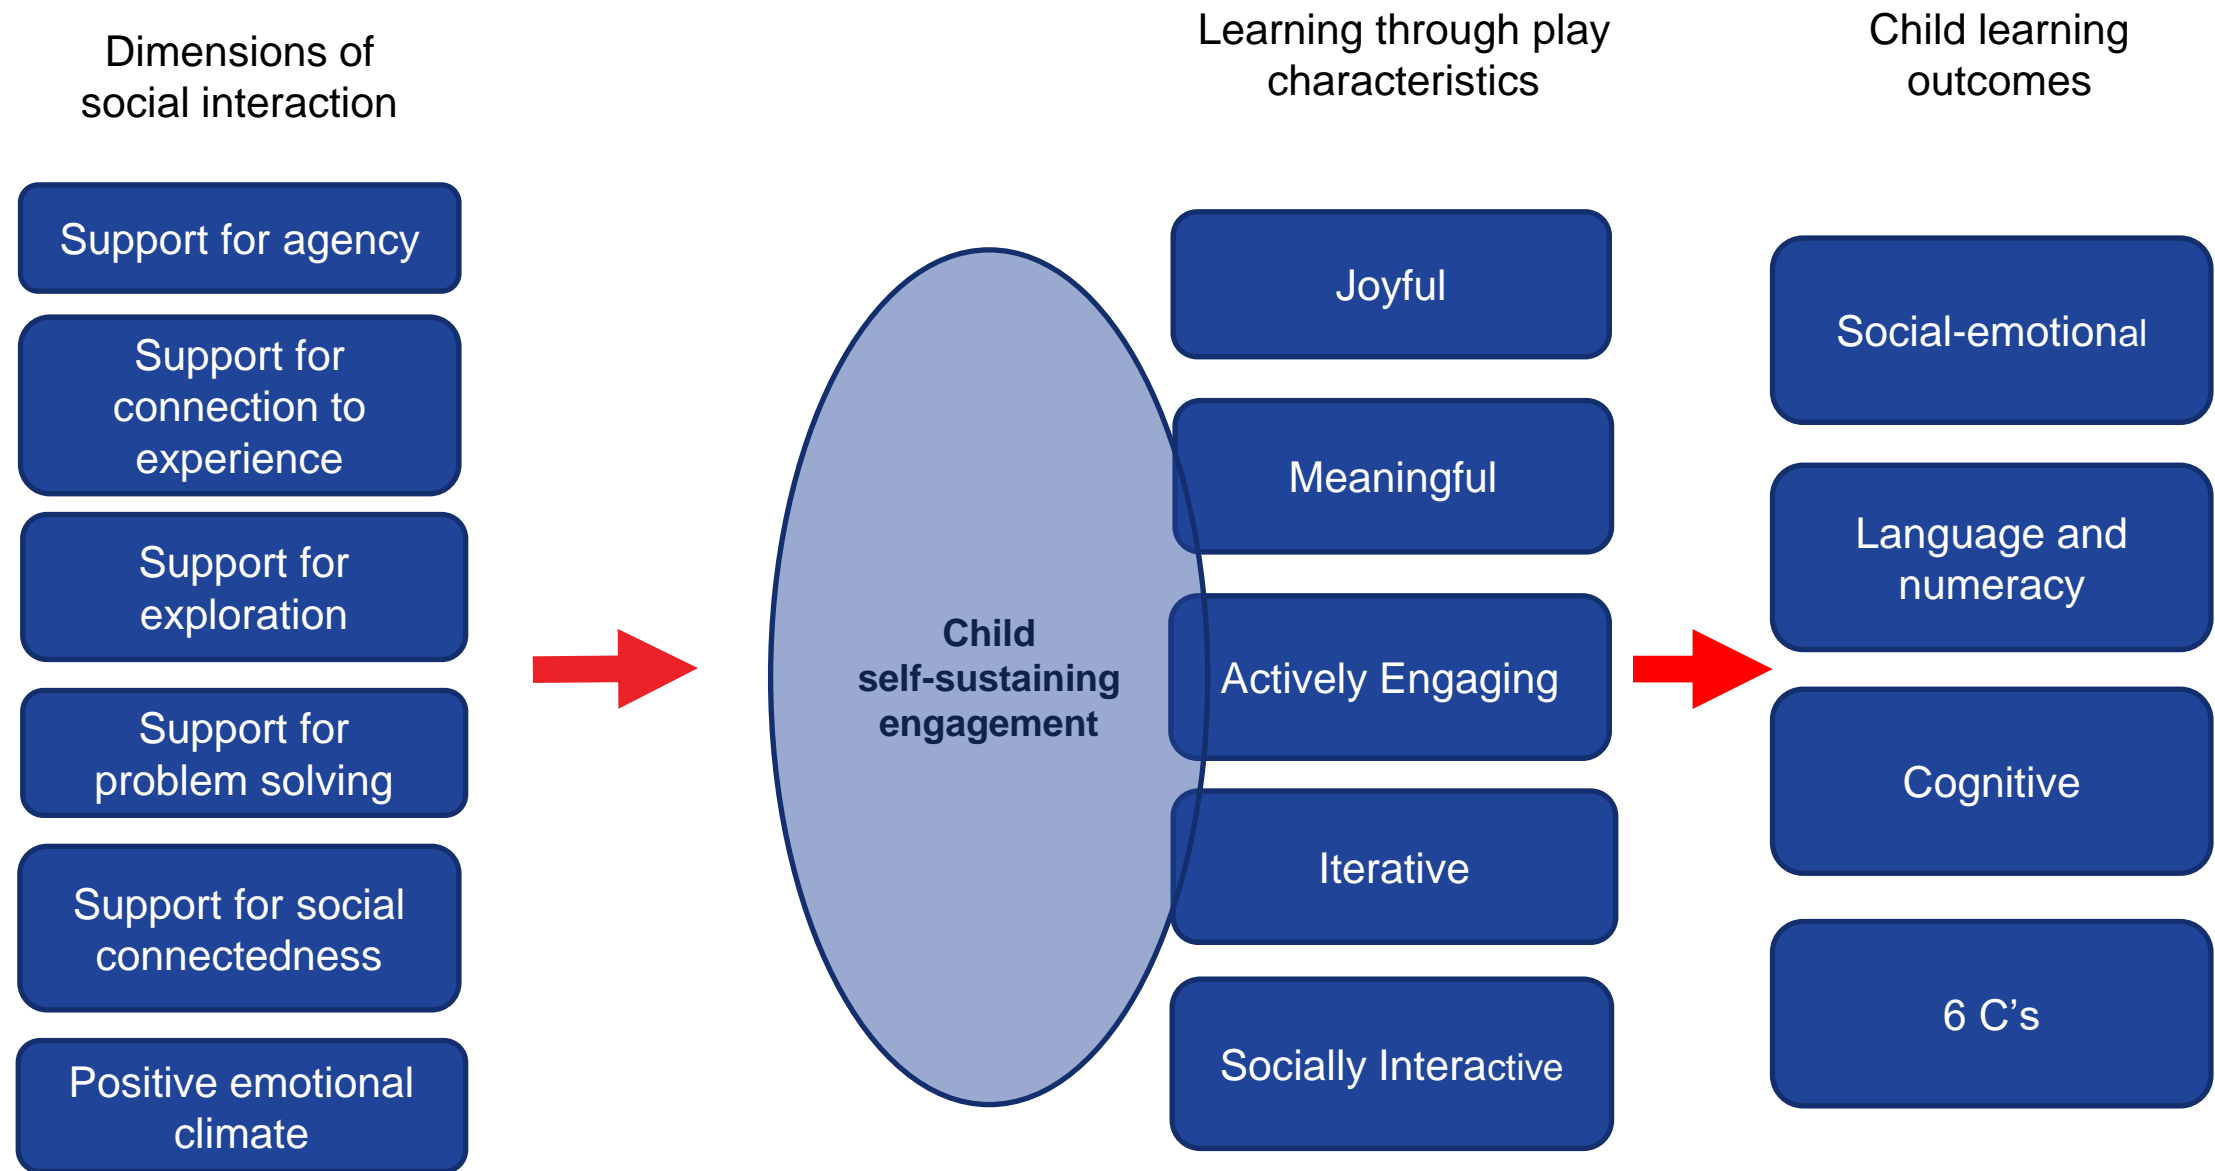 Dimensions of
social interaction
Support for agency
Support for
connection to
experience
Support for
exploration
Support for
problem solving
Support for social
connectedness
Positive emotional
climate
Child
self-sustaining
engagement
Learning through play
characteristics
Joyful
Meaningful
Actively Engaging
Iterative
Socially Interactive
Child learning
outcomes
Social-emotional
Language and
numeracy
Cognitive
6 C’s